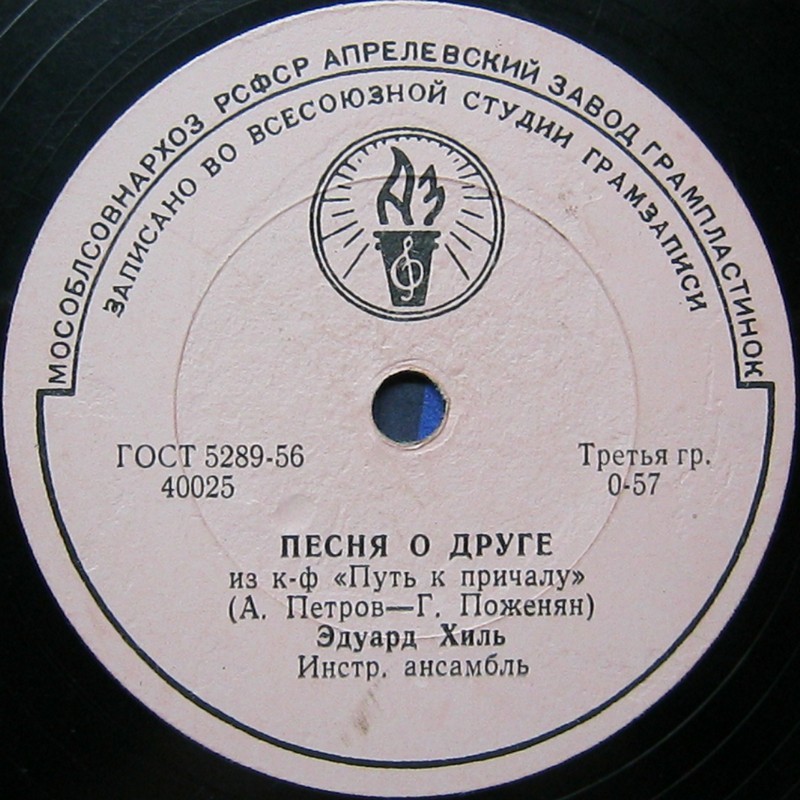 МОСОБЛСОВНАРХОЗ РСФСР АПРЕЛЕВСКИЙ ЗАВОД ГРАМПЛАСТИНОК
ЗАПИСАНО ВО ВСЕСОЮЗНОЙ СТУДИИ ГРАМЗАПИСИ
АЗ
ГОСТ 5289-56
40025
Третья гр.
0-57
ПЕСНЯ О ДРУГЕ
из к-ф «Путь к причалу»
(А. Петров—Г. Поженян)
Эдуард Хиль
Инстр. ансамбль